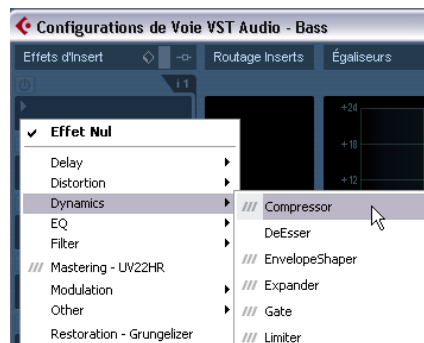 Configurations de Voie VST Audio - Bass
Effets d'Insert
Routage Inserts
Égaliseurs
i1
+24
+18
+12
Effet Nul
Delay
Distortion
Dynamics
EQ
Filter
Mastering - UV22HR
Modulation
Other
Restoration - Grungelizer
Compressor
DeEsser
EnvelopeShaper
Expander
Gate
Limiter